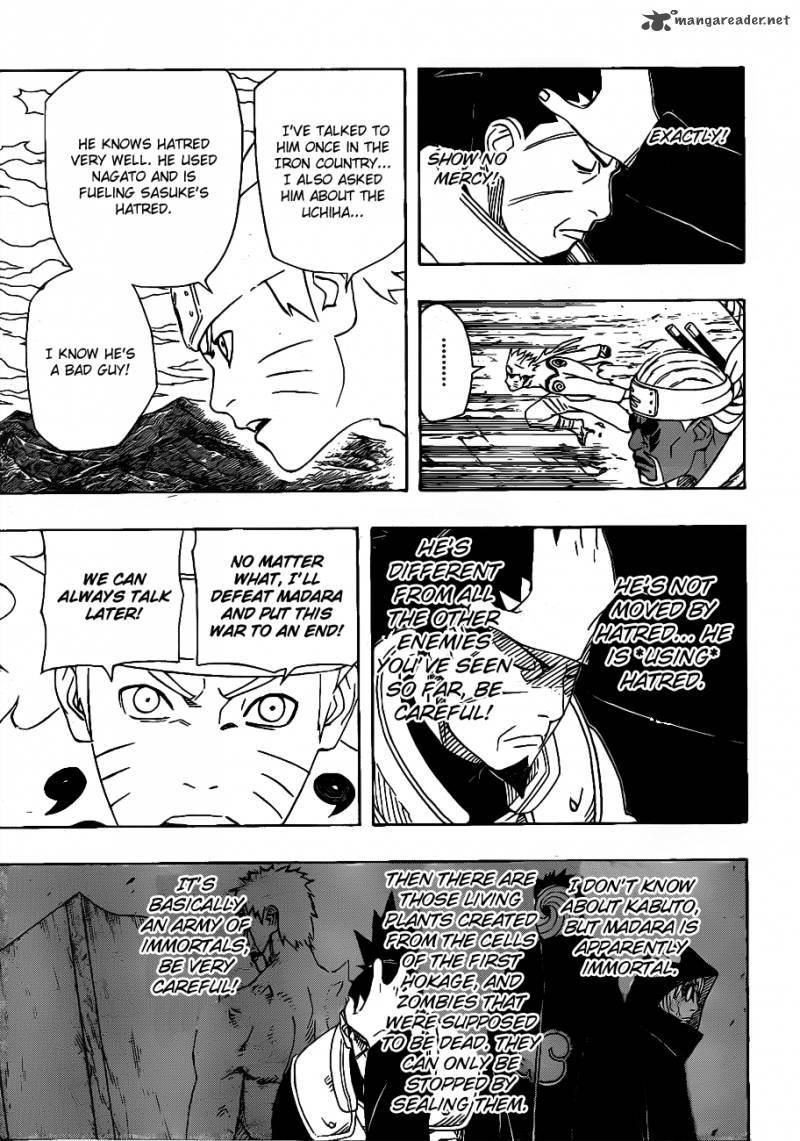 mangareader.net
EXACTLY!
SHOW NO
MERCY!
.........
I'VE TALKED TO
HIM ONCE IN THE
IRON COUNTRY...
I ALSO ASKED
HIM ABOUT THE
UCHIHA...
HE KNOWS HATRED
VERY WELL. HE USED
NAGATO AND IS
FUELING SASUKE'S
HATRED.
I KNOW HE'S
A BAD GUY!
HE'S NOT
MOVED BY
HATRED... HE
IS *USING*
HATRED.
HE'S
DIFFERENT
FROM ALL
THE OTHER
ENEMIES
YOU'VE SEEN
SO FAR, BE
CAREFUL!
NO MATTER
WHAT, I'LL
DEFEAT MADARA
AND PUT THIS
WAR TO AN END!
WE CAN
ALWAYS TALK
LATER!
I DON'T KNOW
ABOUT KABUTO,
BUT MADARA IS
APPARENTLY
IMMORTAL.
THEN THERE ARE
THOSE LIVING
PLANTS CREATED
FROM THE CELLS
OF THE FIRST
HOKAGE, AND
ZOMBIES THAT
WERE SUPPOSED
TO BE DEAD. THEY
CAN ONLY BE
STOPPED BY
SEALING THEM.
IT'S
BASICALLY
AN ARMY OF
IMMORTALS,
BE VERY
CAREFUL!